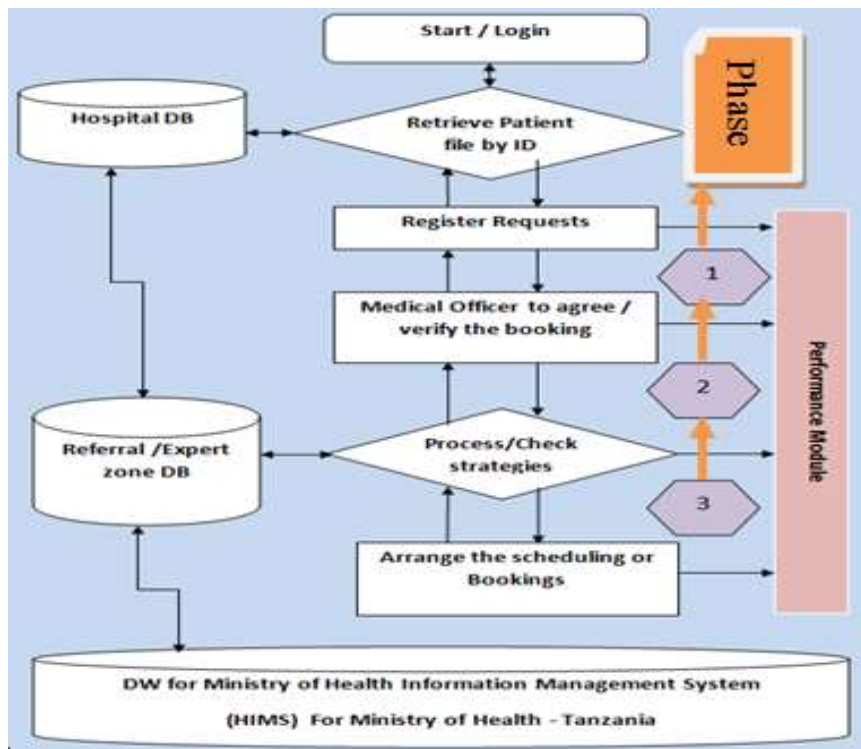 Start / Login
Phase
Hospital DB
Retrieve Patient
file by ID
Register Requests
1
Medical Officer to agree /
verify the booking
2
Performance Module
Referral /Expert
zone DB
Process/Check
strategies
3
Arrange the scheduling or
Bookings
DW for Ministry of Health Information Management System
(HIMS) For Ministry of Health - Tanzania